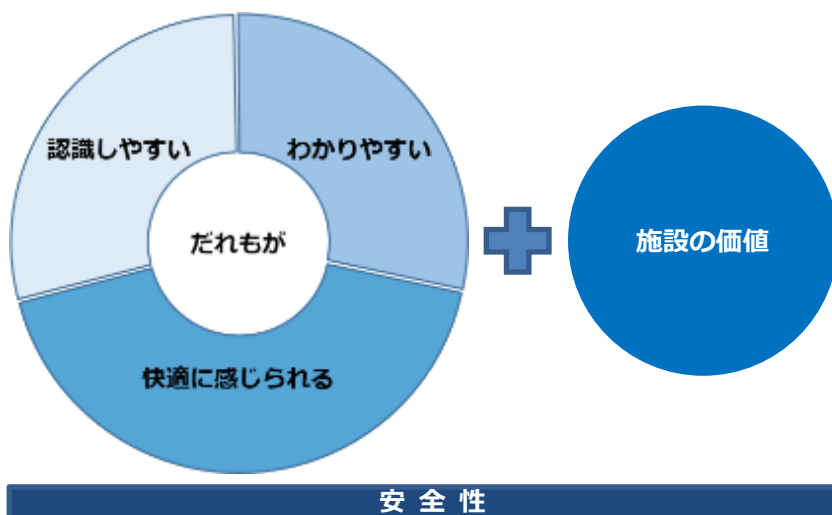 認識しやすい
わかりやすい
だれもが
快適に感じられる
施設の価値
安全性